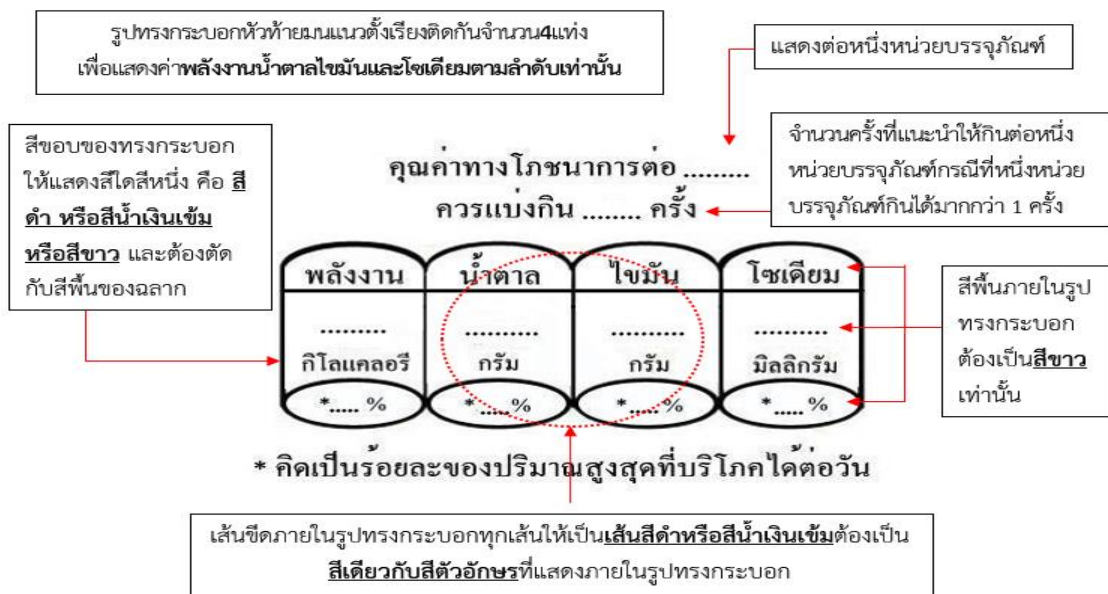 รูปทรงกระบอกหัวท้ายมนแนวตั้งเรียงติดกันจำนวน4แท่ง
เพื่อแสดงค่าพลังงานน้ำตาลไขมันและโซเดียมตามลำดับเท่านั้น
แสดงต่อหนึ่งหน่วยบรรจุภัณฑ์
สีขอบของทรงกระบอก
ให้แสดงสีใดสีหนึ่ง คือ สี
ดำ หรือสีน้ำเงินเข้ม
หรือสีขาว และต้องตัด
กับสีพื้นของฉลาก
จำนวนครั้งที่แนะนำให้กินต่อหนึ่ง
หน่วยบรรจุภัณฑ์กรณีที่หนึ่งหน่วย
บรรจุภัณฑ์กินได้มากกว่า 1 ครั้ง
คุณค่าทางโภชนาการต่อ .........
ควรแบ่งกิน ........ ครั้ง
พลังงาน น้ำตาล ไขมัน โซเดียม
......... .......... .......... ..........
กิโลแคลอรี กรัม กรัม มิลลิกรัม
*..... % *..... % *..... % *..... %
* คิดเป็นร้อยละของปริมาณสูงสุดที่บริโภคได้ต่อวัน
สีพื้นภายในรูป
ทรงกระบอก
ต้องเป็นสีขาว
เท่านั้น
เส้นขีดภายในรูปทรงกระบอกทุกเส้นให้เป็นเส้นสีดำหรือสีน้ำเงินเข้มต้องเป็น
สีเดียวกับสีตัวอักษรที่แสดงภายในรูปทรงกระบอก